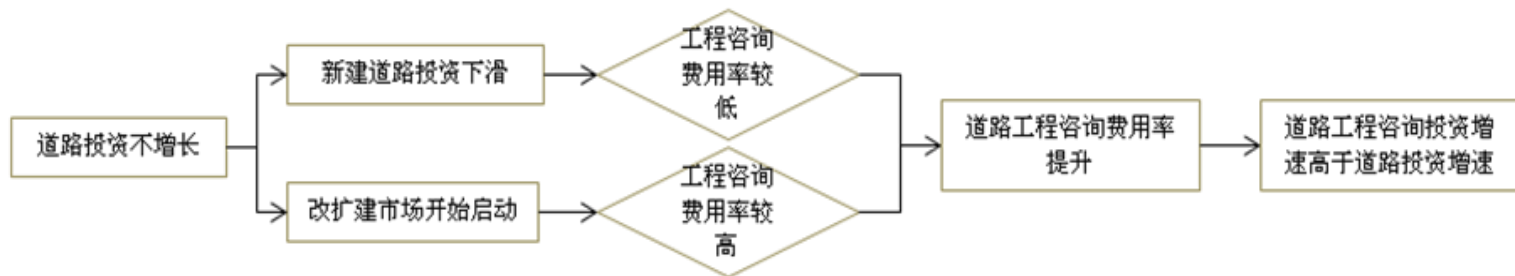 道路投资不增长
新建道路投资下滑
工程咨询
费用率较
低
改扩建市场开始启动
工程咨询
费用率较
高
道路工程咨询费用率
提升
道路工程咨询投资增
速高于道路投资增速